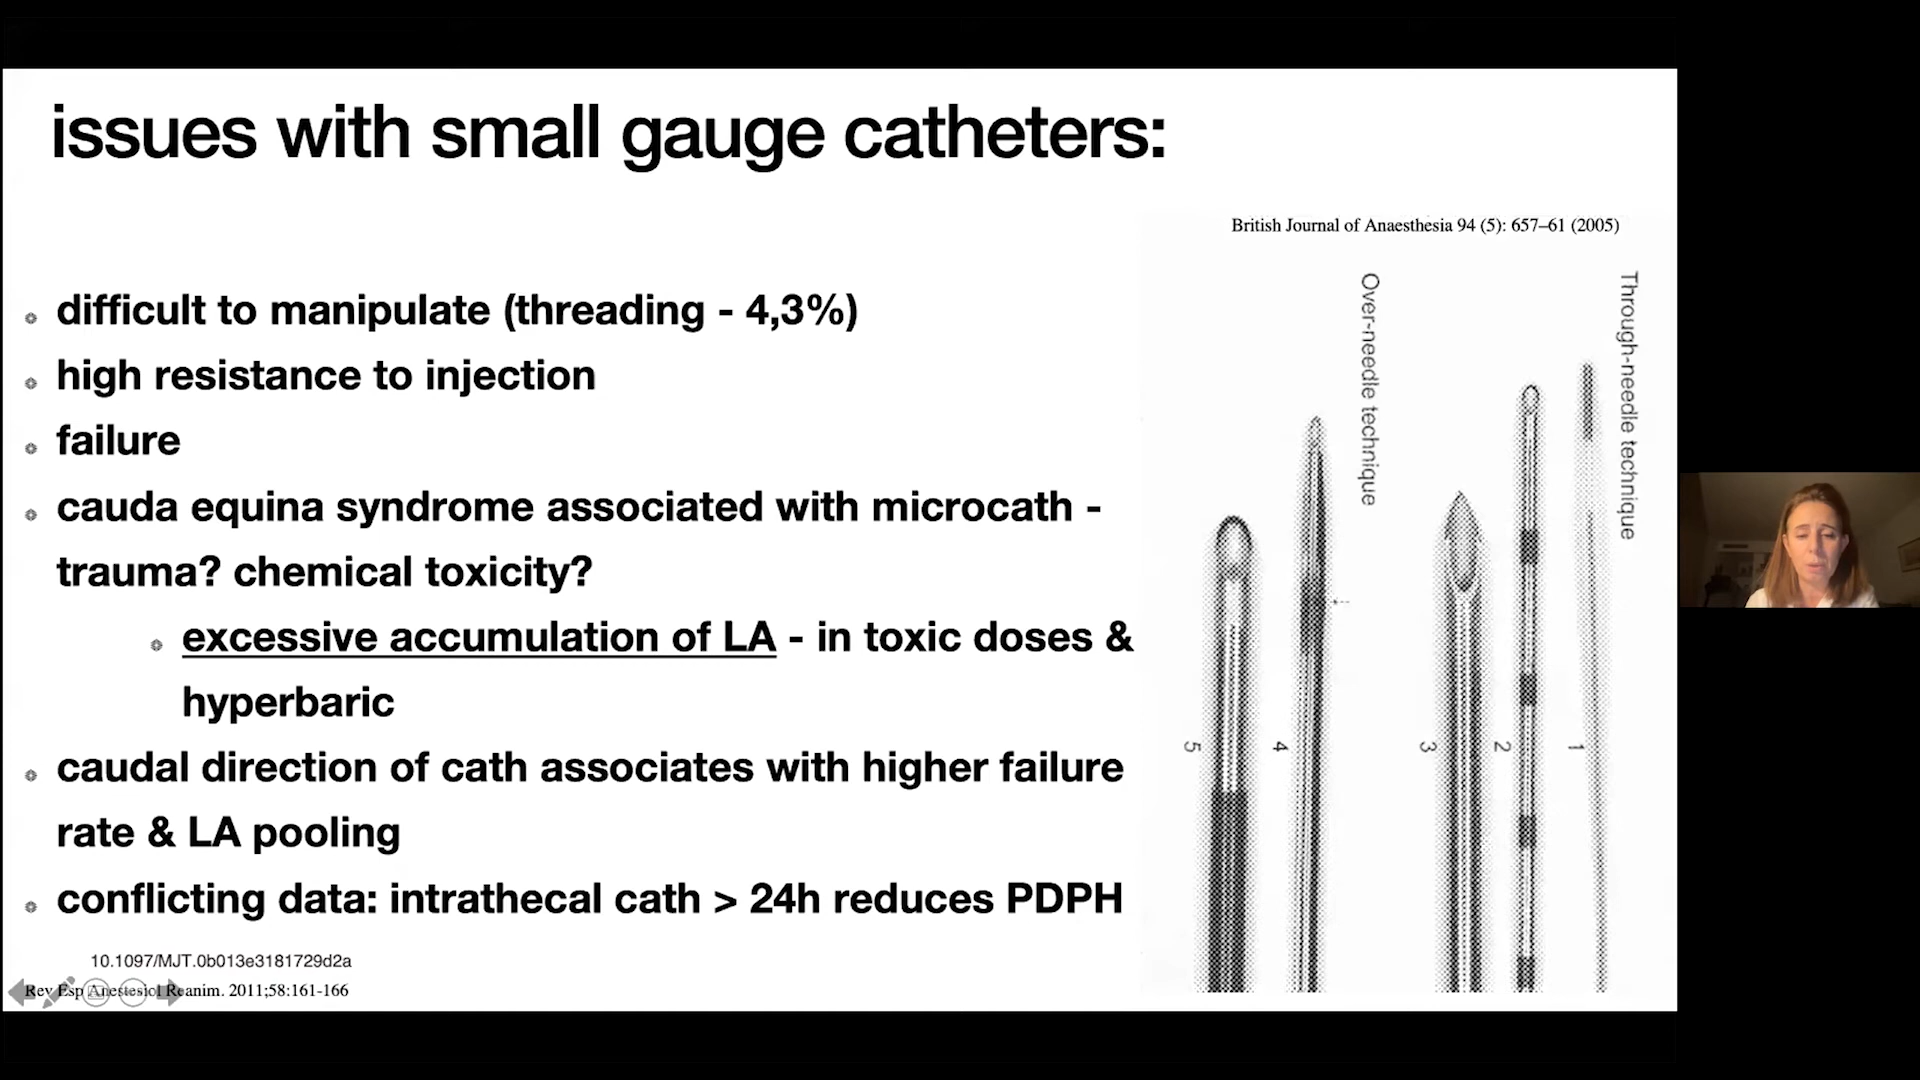 issues with small gauge catheters:
British Journal of Anaesthesia 94 (5): 657–61 (2005)
difficult to manipulate (threading - 4,3%)
high resistance to injection
failure
cauda equina syndrome associated with microcath -
trauma? chemical toxicity?
excessive accumulation of LA - in toxic doses &
hyperbaric
caudal direction of cath associates with higher failure
rate & LA pooling
conflicting data: intrathecal cath > 24h reduces PDPH
10.1097/MJT.0b013e3181729d2a
Rev Esp Anestesiol Reanim. 2011;58:161-166
Over-needle technique
Through-needle technique
5
4
3
2
1